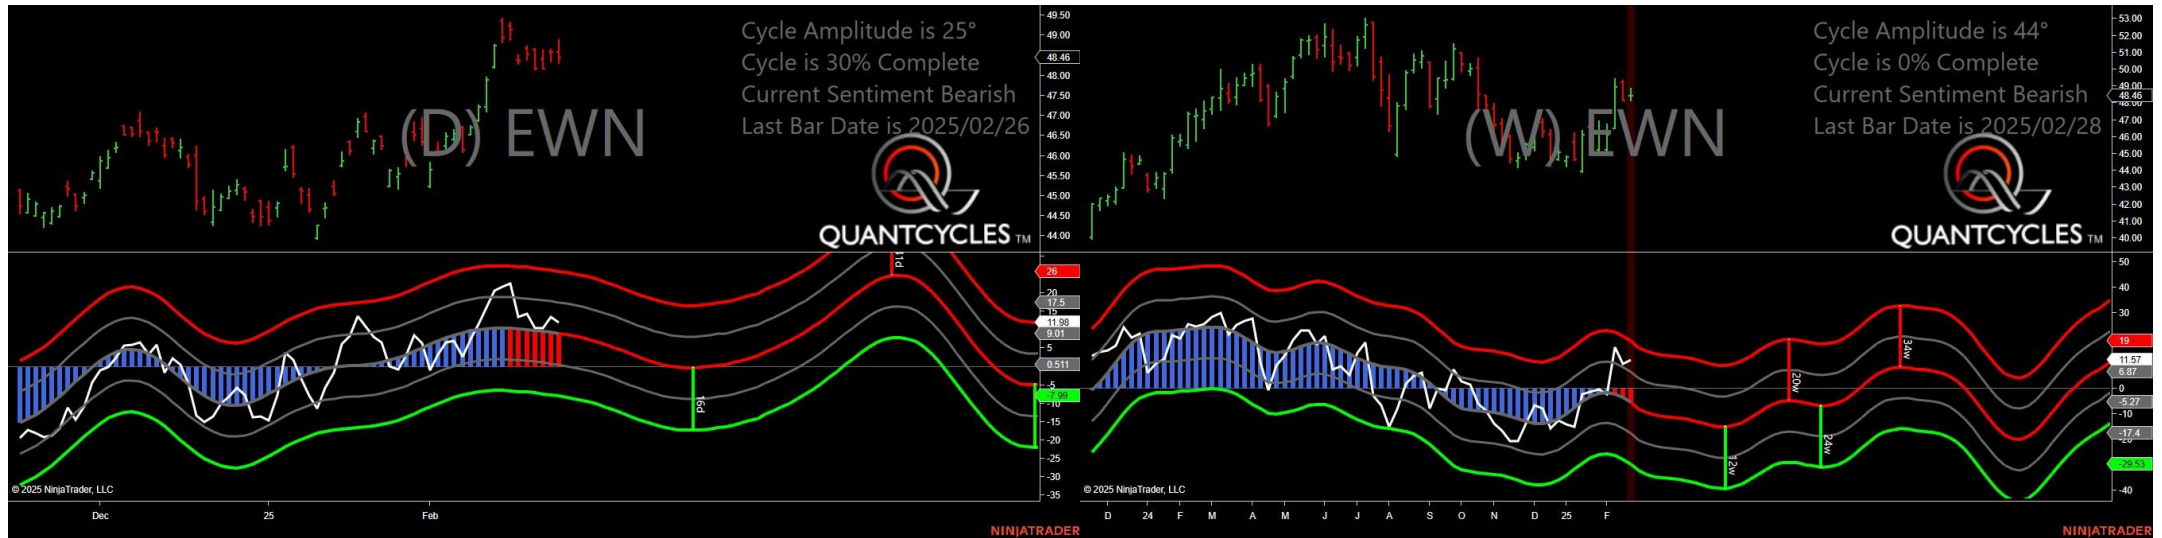 Cycle Amplitude is 25°
Cycle is 30% Complete
Current Sentiment Bearish
Last Bar Date is 2025/02/26
(D) EWN
QUANTCYCLES TM
49.50
49.00
48.46
48.00
47.50
47.00
46.50
46.00
45.50
45.00
44.50
44.00
11d
16d
26
20
17.5
15
11.98
9.01
5
0.511
-5
-7.99
-10
-15
-20
-25
-30
-35
© 2025 NinjaTrader, LLC
Dec
25
Feb
NINJATRADER
Cycle Amplitude is 44°
Cycle is 0% Complete
Current Sentiment Bearish
Last Bar Date is 2025/02/28
(W) EWN
QUANTCYCLES TM
53.00
52.00
51.00
50.00
49.00
48.46
48.00
47.00
46.00
45.00
44.00
43.00
42.00
41.00
40.00
12w
20w
24w
34w
50
40
30
19
11.57
6.87
0
-5.27
-10
-17.4
-20
-29.53
-40
© 2025 NinjaTrader, LLC
D
24
F
M
A
M
J
J
A
S
O
N
D
25
F
NINJATRADER